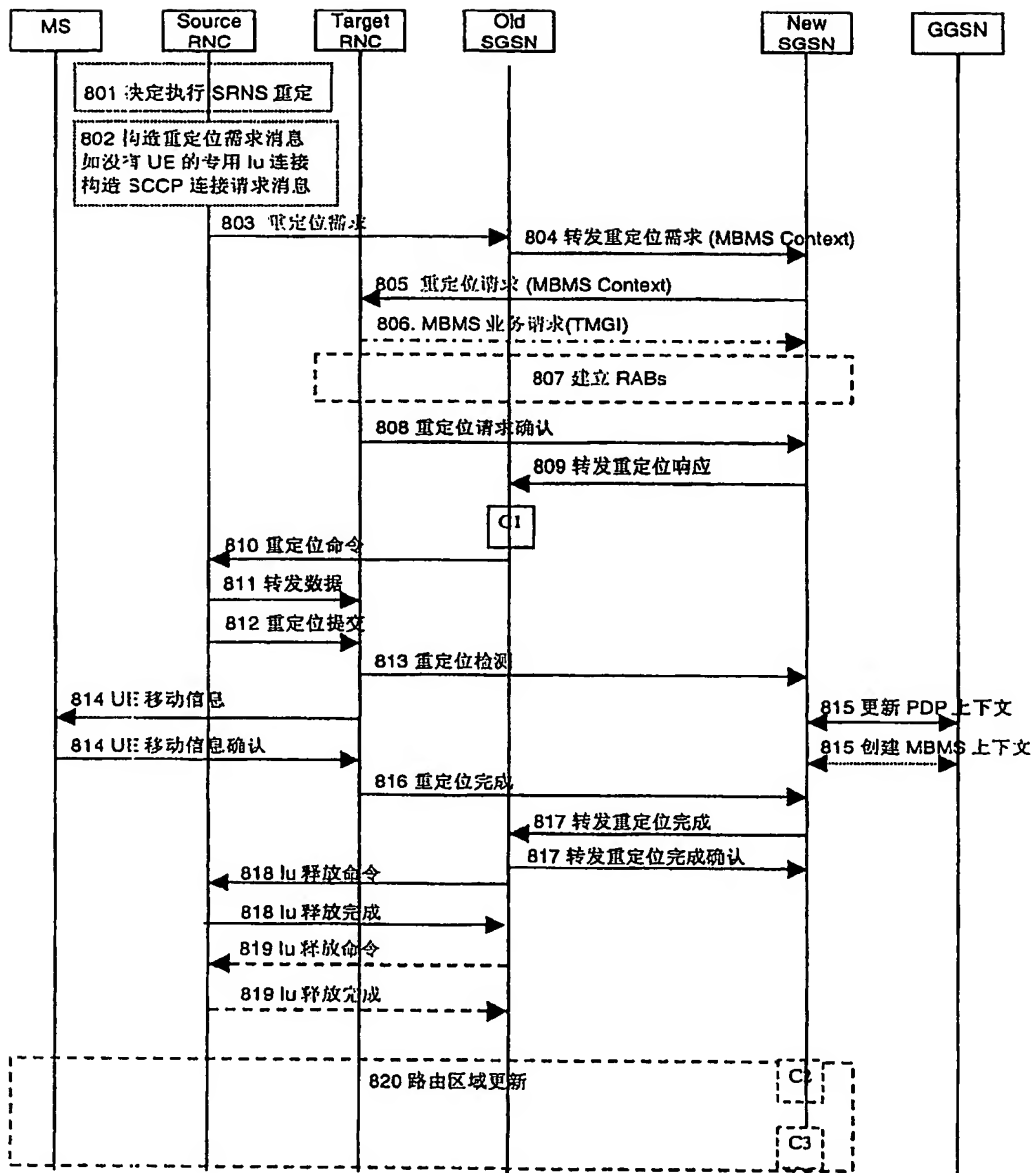 MS
Source
RNC
Target
RNC
Old
SGSN
New
SGSN
GGSN
801 决定执行 SRNS 重定
802 构造重定位需求消息
如没有 UE 的专用 Iu 连接
构造 SCCP 连接请求消息
803 重定位需求
804 转发重定位需求 (MBMS Context)
805 重定位请求 (MBMS Context)
806. MBMS 业务请求(TMGI)
807 建立 RABs
808 重定位请求确认
809 转发重定位响应
C1
810 重定位命令
811 转发数据
812 重定位提交
813 重定位检测
814 UE 移动信息
815 更新 PDP 上下文
814 UE 移动信息确认
815 创建 MBMS 上下文
816 重定位完成
817 转发重定位完成
817 转发重定位完成确认
818 Iu 释放命令
818 Iu 释放完成
819 Iu 释放命令
819 Iu 释放完成
820 路由区域更新
C2
C3